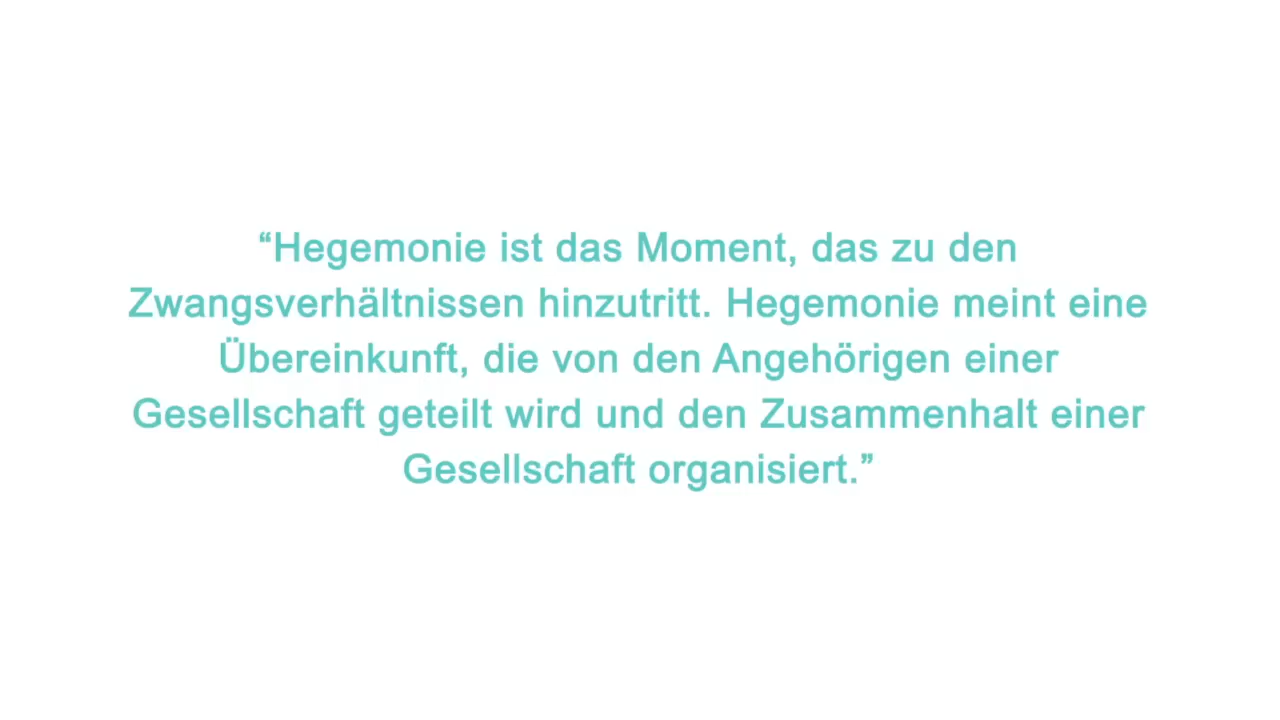 “Hegemonie ist das Moment, das zu den
Zwangsverhältnissen hinzutritt. Hegemonie meint eine
Übereinkunft, die von den Angehörigen einer
Gesellschaft geteilt wird und den Zusammenhalt einer
Gesellschaft organisiert.”